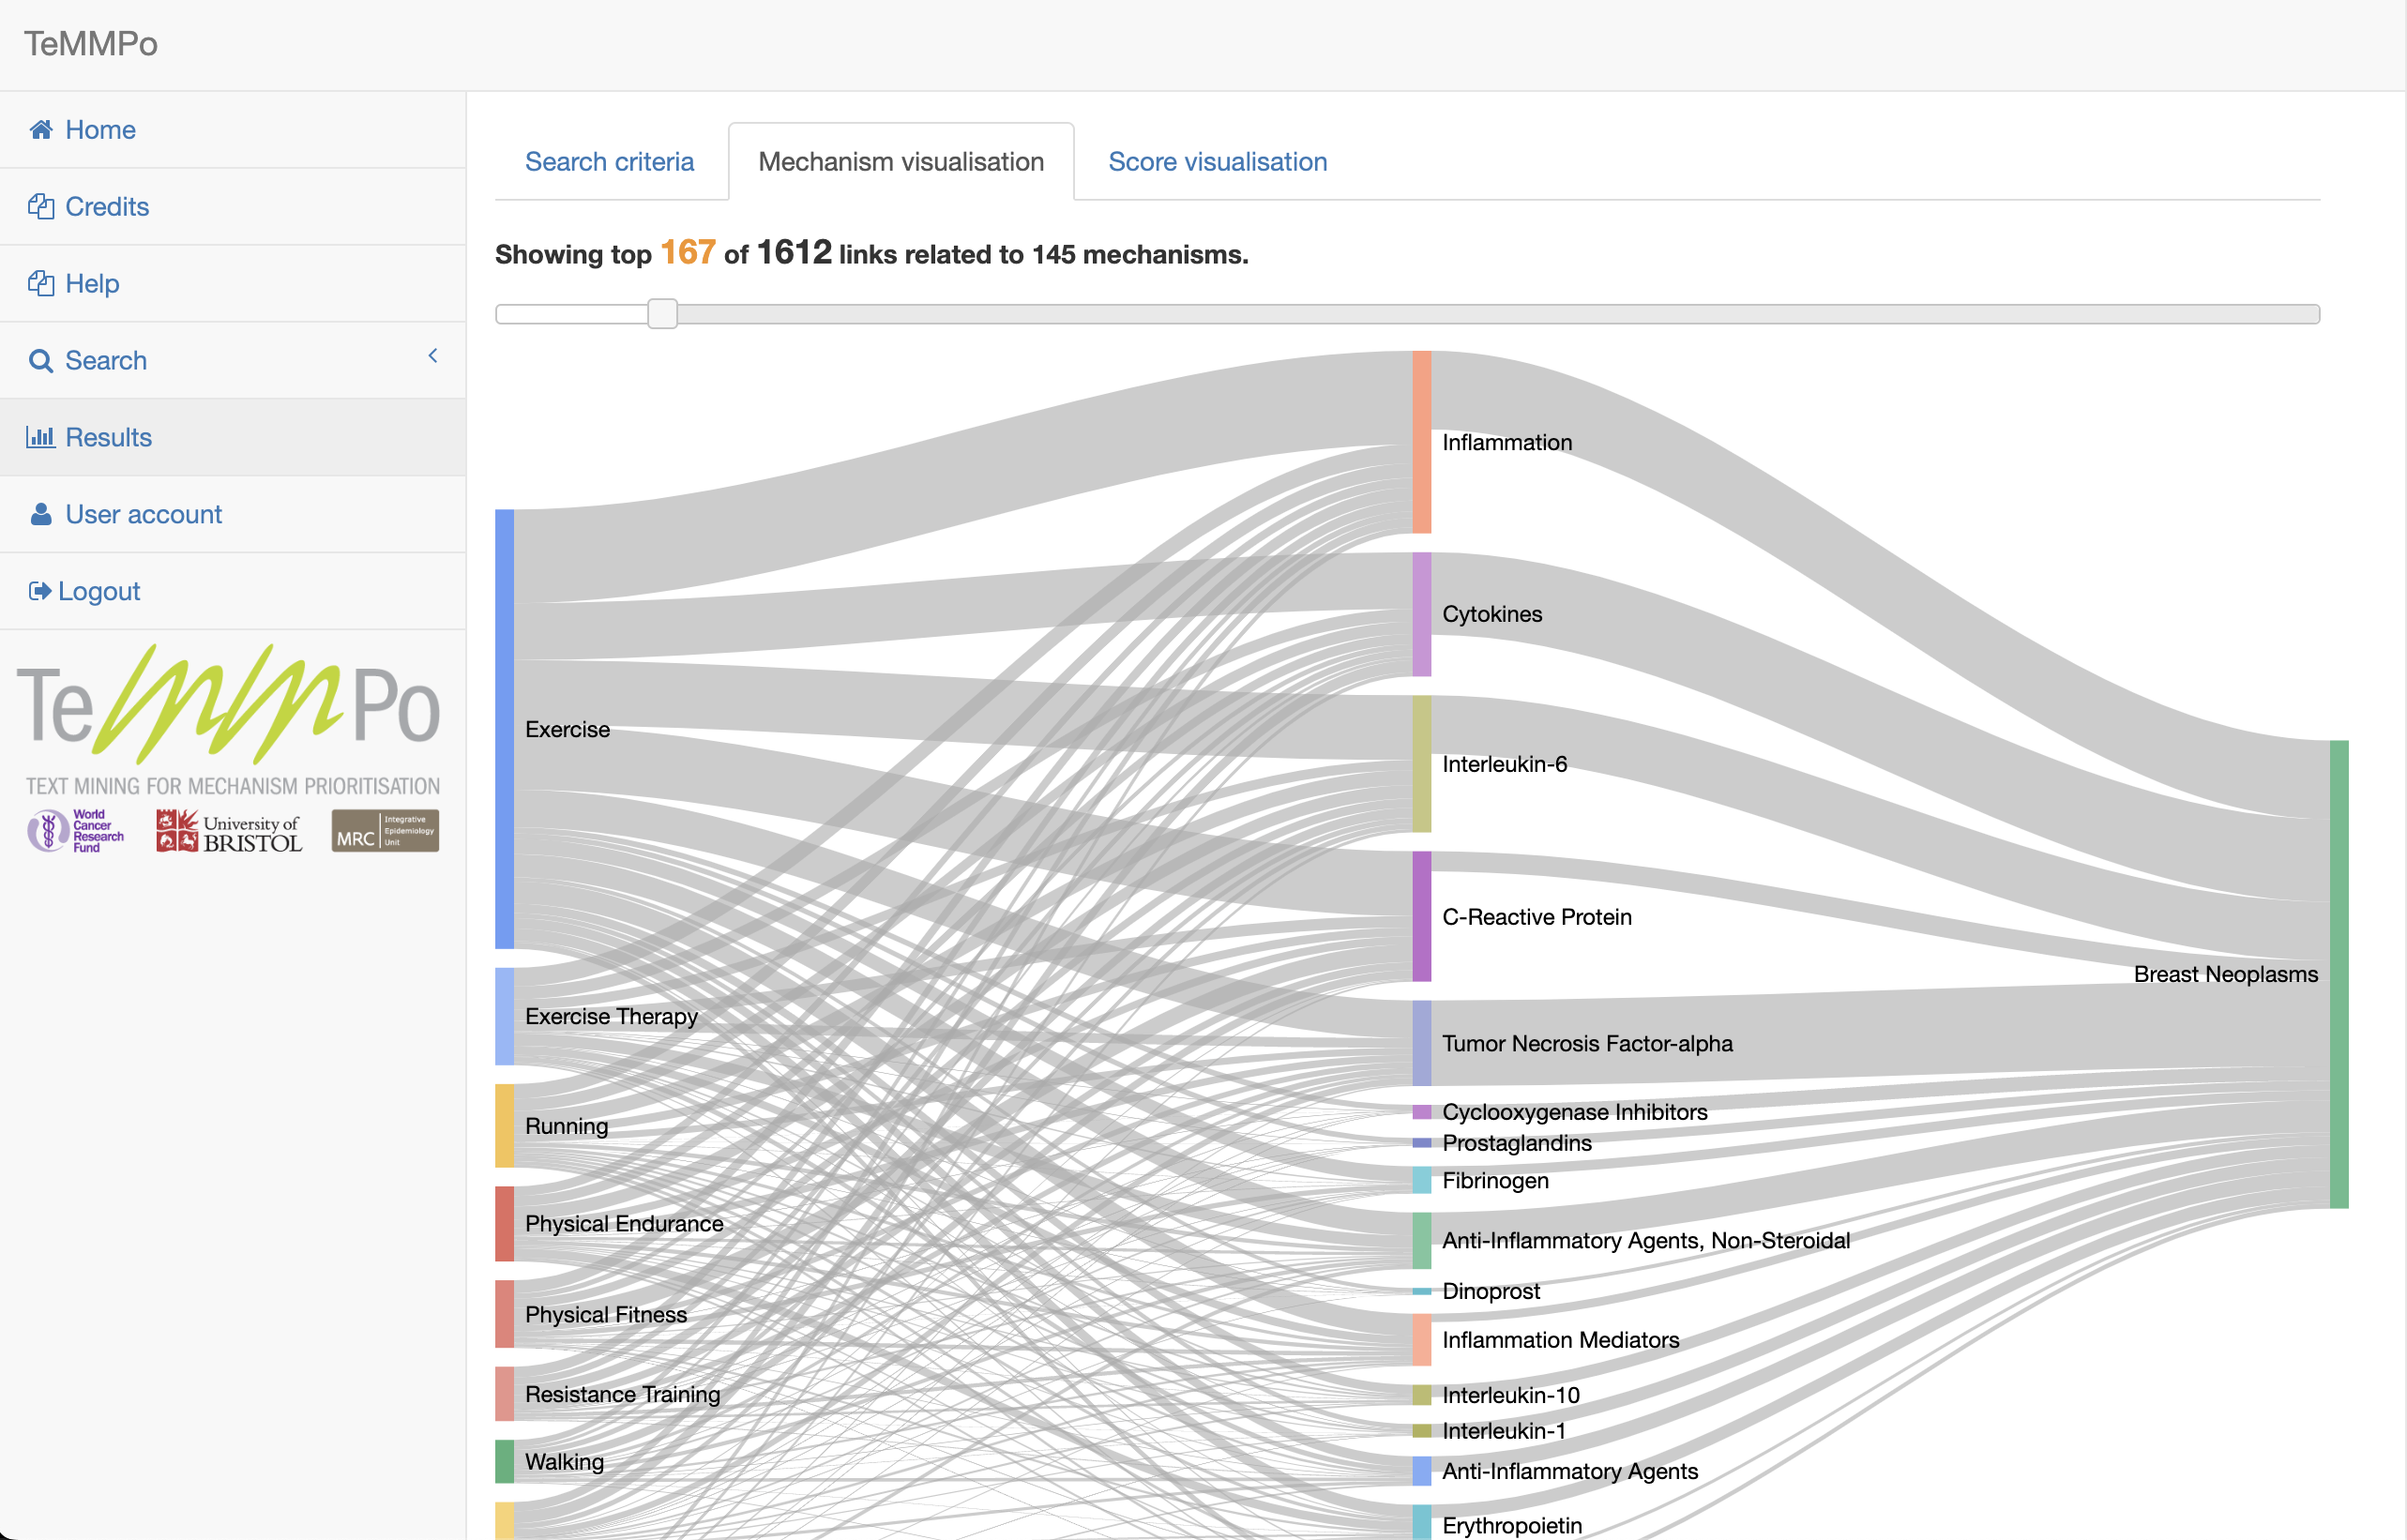 TeMMPo
Home
Credits
Help
Search
Results
User account
Logout
TeMMPo
TEXT MINING FOR MECHANISM PRIORITISATION
World
Cancer
Research
Fund
University of
BRISTOL
MRC
Integrative
Epidemiology
Unit
Search criteria
Mechanism visualisation
Score visualisation
Showing top 167 of 1612 links related to 145 mechanisms.
Exercise
Exercise Therapy
Running
Physical Endurance
Physical Fitness
Resistance Training
Walking
Inflammation
Cytokines
Interleukin-6
C-Reactive Protein
Tumor Necrosis Factor-alpha
Cyclooxygenase Inhibitors
Prostaglandins
Fibrinogen
Anti-Inflammatory Agents, Non-Steroidal
Dinoprost
Inflammation Mediators
Interleukin-10
Interleukin-1
Anti-Inflammatory Agents
Erythropoietin
Breast Neoplasms